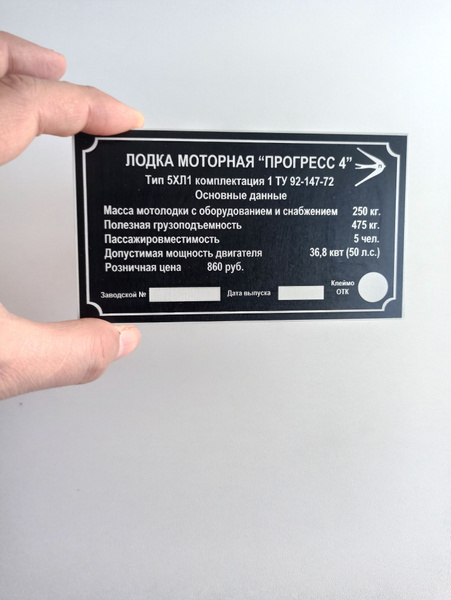 ЛОДКА МОТОРНАЯ “ПРОГРЕСС 4”
Тип 5ХЛ1 комплектация 1 ТУ 92-147-72
Основные данные
Масса мотолодки с оборудованием и снабжением 250 кг.
Полезная грузоподъемность 475 кг.
Пассажировместимость 5 чел.
Допустимая мощность двигателя 36,8 квт (50 л.с.)
Розничная цена 860 руб.
Заводской № Дата выпуска Клеймо
ОТК